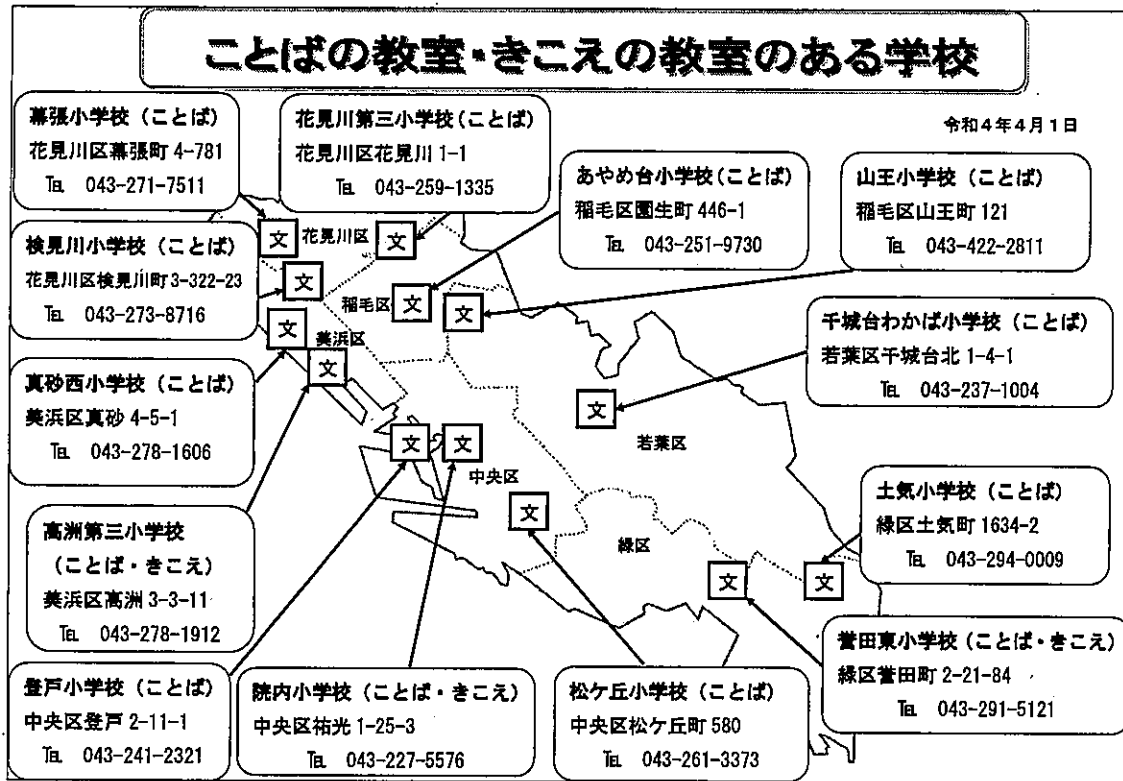 ことばの教室・きこえの教室のある学校
令和4年4月1日
幕張小学校（ことば）
花見川区幕張町 4-781
℡ 043-271-7511
花見川第三小学校（ことば）
花見川区花見川 1-1
℡ 043-259-1335
あやめ台小学校（ことば）
稲毛区園生町 446-1
℡ 043-251-9730
山王小学校（ことば）
稲毛区山王町 121
℡ 043-422-2811
検見川小学校（ことば）
花見川区検見川町 3-322-23
℡ 043-273-8716
文
花見川区
文
文
稲毛区
文
文
文
美浜区
文
千城台わかば小学校（ことば）
若葉区千城台北 1-4-1
℡ 043-237-1004
真砂西小学校（ことば）
美浜区真砂 4-5-1
℡ 043-278-1606
文
若葉区
文
文
中央区
文
緑区
文
文
土気小学校（ことば）
緑区土気町 1634-2
℡ 043-294-0009
高洲第三小学校
（ことば・きこえ）
美浜区高洲 3-3-11
℡ 043-278-1912
誉田東小学校（ことば・きこえ）
緑区誉田町 2-21-84
℡ 043-291-5121
登戸小学校（ことば）
中央区登戸 2-11-1
℡ 043-241-2321
院内小学校（ことば・きこえ）
中央区祐光 1-25-3
℡ 043-227-5576
松ケ丘小学校（ことば）
中央区松ケ丘町 580
℡ 043-261-3373